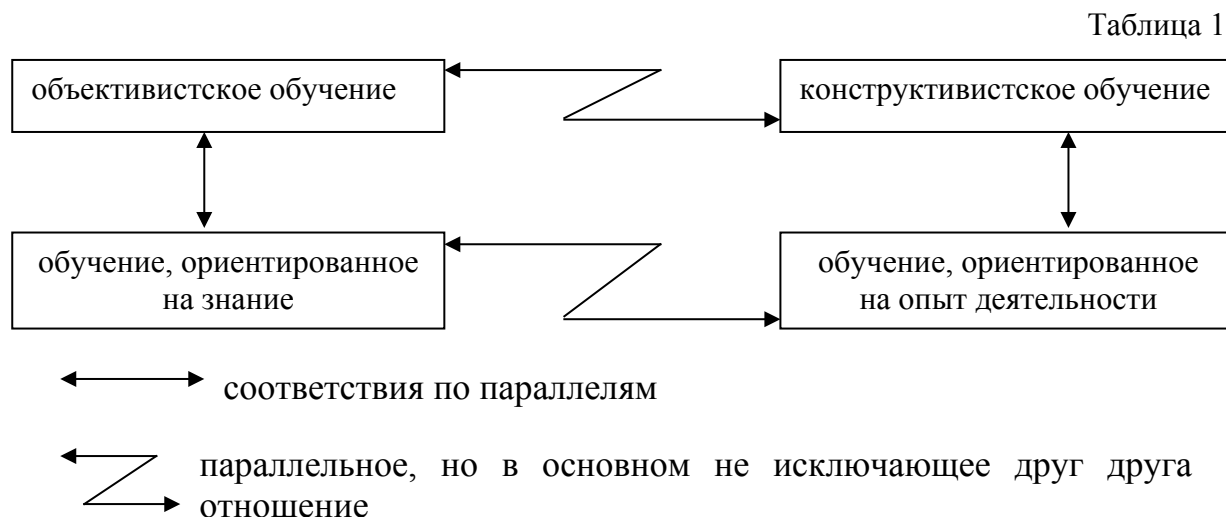 Таблица 1
объективистское обучение
конструктивистское обучение
обучение, ориентированное
на знание
обучение, ориентированное
на опыт деятельности
соответствия по параллелям
параллельное, но в основном не исключающее друг друга
отношение